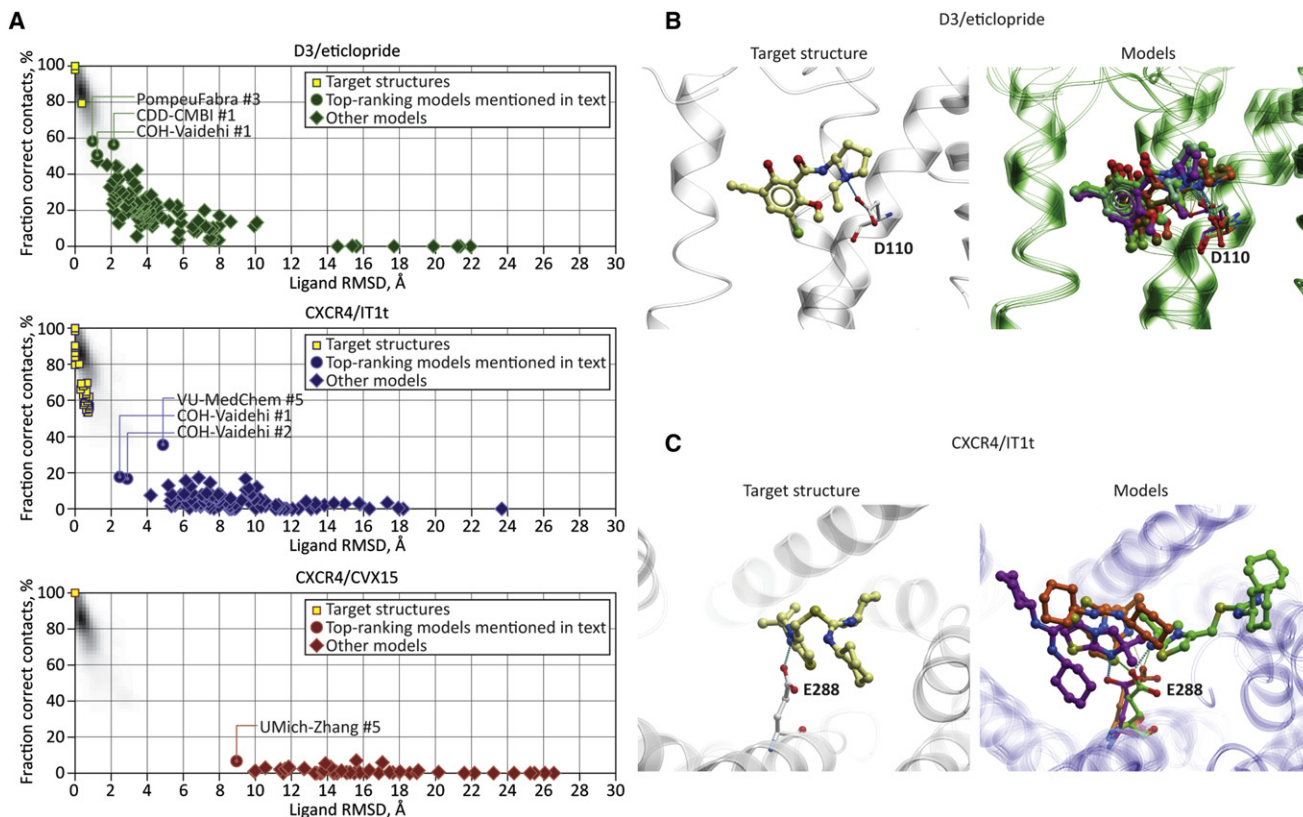 A
D3/eticlopride
Fraction correct contacts, %
100
80
60
40
20
0
Target structures
Top-ranking models mentioned in text
Other models
PompeuFabra #3
CDD-CMBI #1
COH-Vaidehi #1
0 2 4 6 8 10 12 14 16 18 20 22 24 26 28 30
Ligand RMSD, Å
CXCR4/IT1t
Fraction correct contacts, %
100
80
60
40
20
0
Target structures
Top-ranking models mentioned in text
Other models
VU-MedChem #5
COH-Vaidehi #1
COH-Vaidehi #2
0 2 4 6 8 10 12 14 16 18 20 22 24 26 28 30
Ligand RMSD, Å
CXCR4/CVX15
Fraction correct contacts, %
100
80
60
40
20
0
Target structures
Top-ranking models mentioned in text
Other models
UMich-Zhang #5
0 2 4 6 8 10 12 14 16 18 20 22 24 26 28 30
Ligand RMSD, Å
B
D3/eticlopride
Target structure
Models
D110
D110
C
CXCR4/IT1t
Target structure
Models
E288
E288